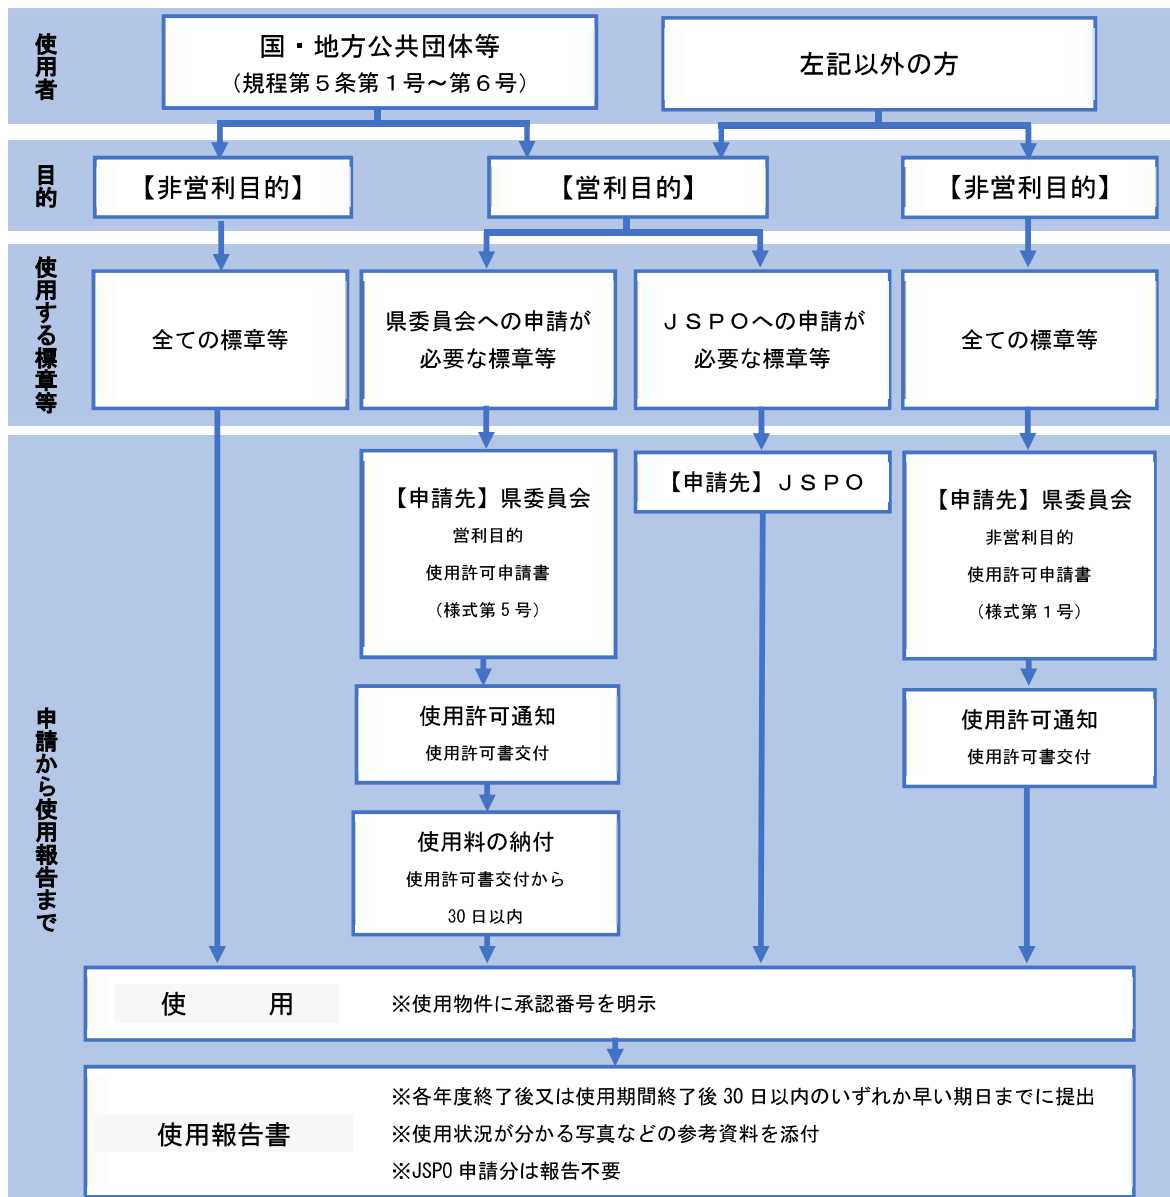 使用者
国・地方公共団体等
（規程第５条第１号～第６号）
左記以外の方
目的
【非営利目的】
【営利目的】
【非営利目的】
使用する標章等
全ての標章等
県委員会への申請が
必要な標章等
ＪＳＰＯへの申請が
必要な標章等
全ての標章等
申請から使用報告まで
【申請先】県委員会
営利目的
使用許可申請書
（様式第５号）
【申請先】ＪＳＰＯ
【申請先】県委員会
非営利目的
使用許可申請書
（様式第１号）
使用許可通知
使用許可書交付
使用許可通知
使用許可書交付
使用料の納付
使用許可書交付から
30日以内
使　　　用
※使用物件に承認番号を明示
使用報告書
※各年度終了後又は使用期間終了後30日以内のいずれか早い期日までに提出
※使用状況が分かる写真などの参考資料を添付
※JSPO申請分は報告不要